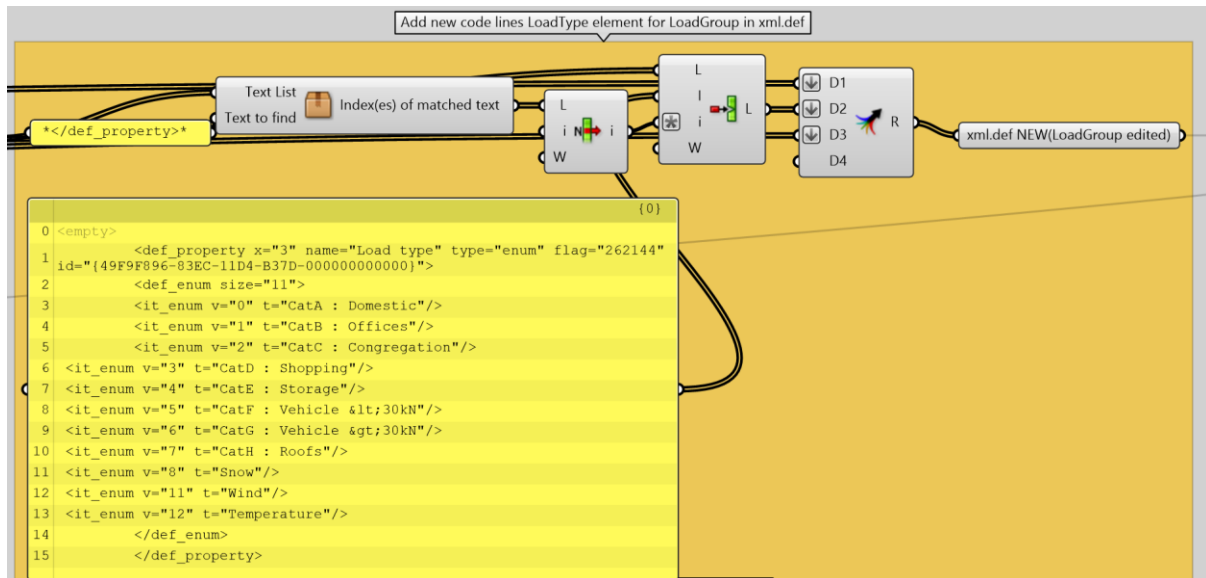 Add new code lines LoadType element for LoadGroup in xml.def
Text List
Text to find
Index(es) of matched text
*</def_property>*
L
i
W
N
i
L
I
i
W
L
D1
D2
D3
D4
R
xml.def NEW(LoadGroup edited)
{0}
0 <empty>
1 <def_property x="3" name="Load type" type="enum" flag="262144"
id="{49F9F896-83EC-11D4-B37D-000000000000}">
2 <def_enum size="11">
3 <it_enum v="0" t="CatA : Domestic"/>
4 <it_enum v="1" t="CatB : Offices"/>
5 <it_enum v="2" t="CatC : Congregation"/>
6 <it_enum v="3" t="CatD : Shopping"/>
7 <it_enum v="4" t="CatE : Storage"/>
8 <it_enum v="5" t="CatF : Vehicle &lt;30kN"/>
9 <it_enum v="6" t="CatG : Vehicle &gt;30kN"/>
10 <it_enum v="7" t="CatH : Roofs"/>
11 <it_enum v="8" t="Snow"/>
12 <it_enum v="11" t="Wind"/>
13 <it_enum v="12" t="Temperature"/>
14 </def_enum>
15 </def_property>